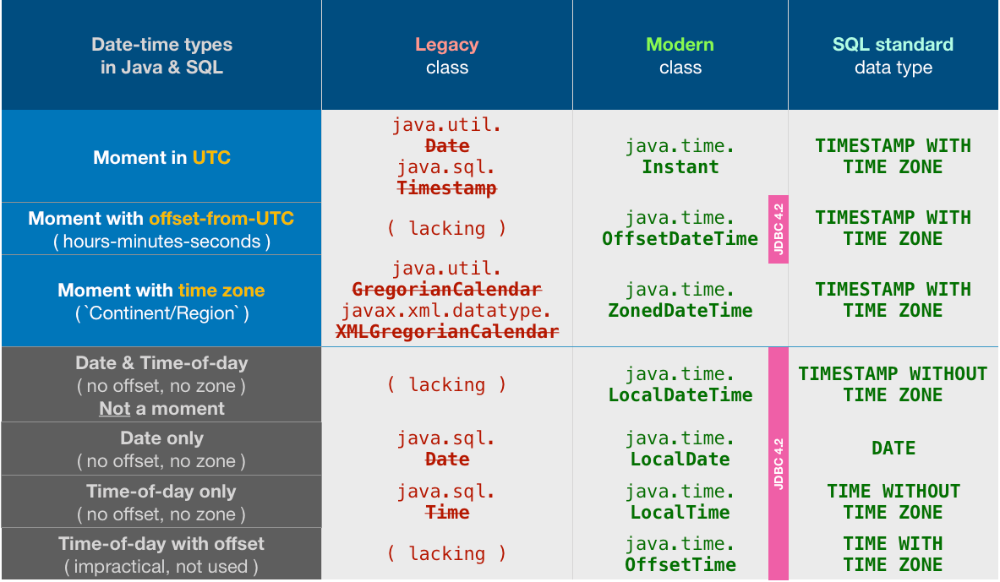 Date-time types
in Java & SQL
Legacy
class
Modern
class
SQL standard
data type
Moment in UTC
java.util.
Date
java.sql.
Timestamp
java.time.
Instant
TIMESTAMP WITH
TIME ZONE
Moment with offset-from-UTC
( hours-minutes-seconds )
( lacking )
java.time.
OffsetDateTime
JDBC 4.2
TIMESTAMP WITH
TIME ZONE
Moment with time zone
( `Continent/Region` )
java.util.
GregorianCalendar
javax.xml.datatype.
XMLGregorianCalendar
java.time.
ZonedDateTime
TIMESTAMP WITH
TIME ZONE
Date & Time-of-day
( no offset, no zone )
Not a moment
( lacking )
java.time.
LocalDateTime
JDBC 4.2
TIMESTAMP WITHOUT
TIME ZONE
Date only
( no offset, no zone )
java.sql.
Date
java.time.
LocalDate
DATE
Time-of-day only
( no offset, no zone )
java.sql.
Time
java.time.
LocalTime
TIME WITHOUT
TIME ZONE
Time-of-day with offset
( impractical, not used )
( lacking )
java.time.
OffsetTime
TIME WITH
TIME ZONE